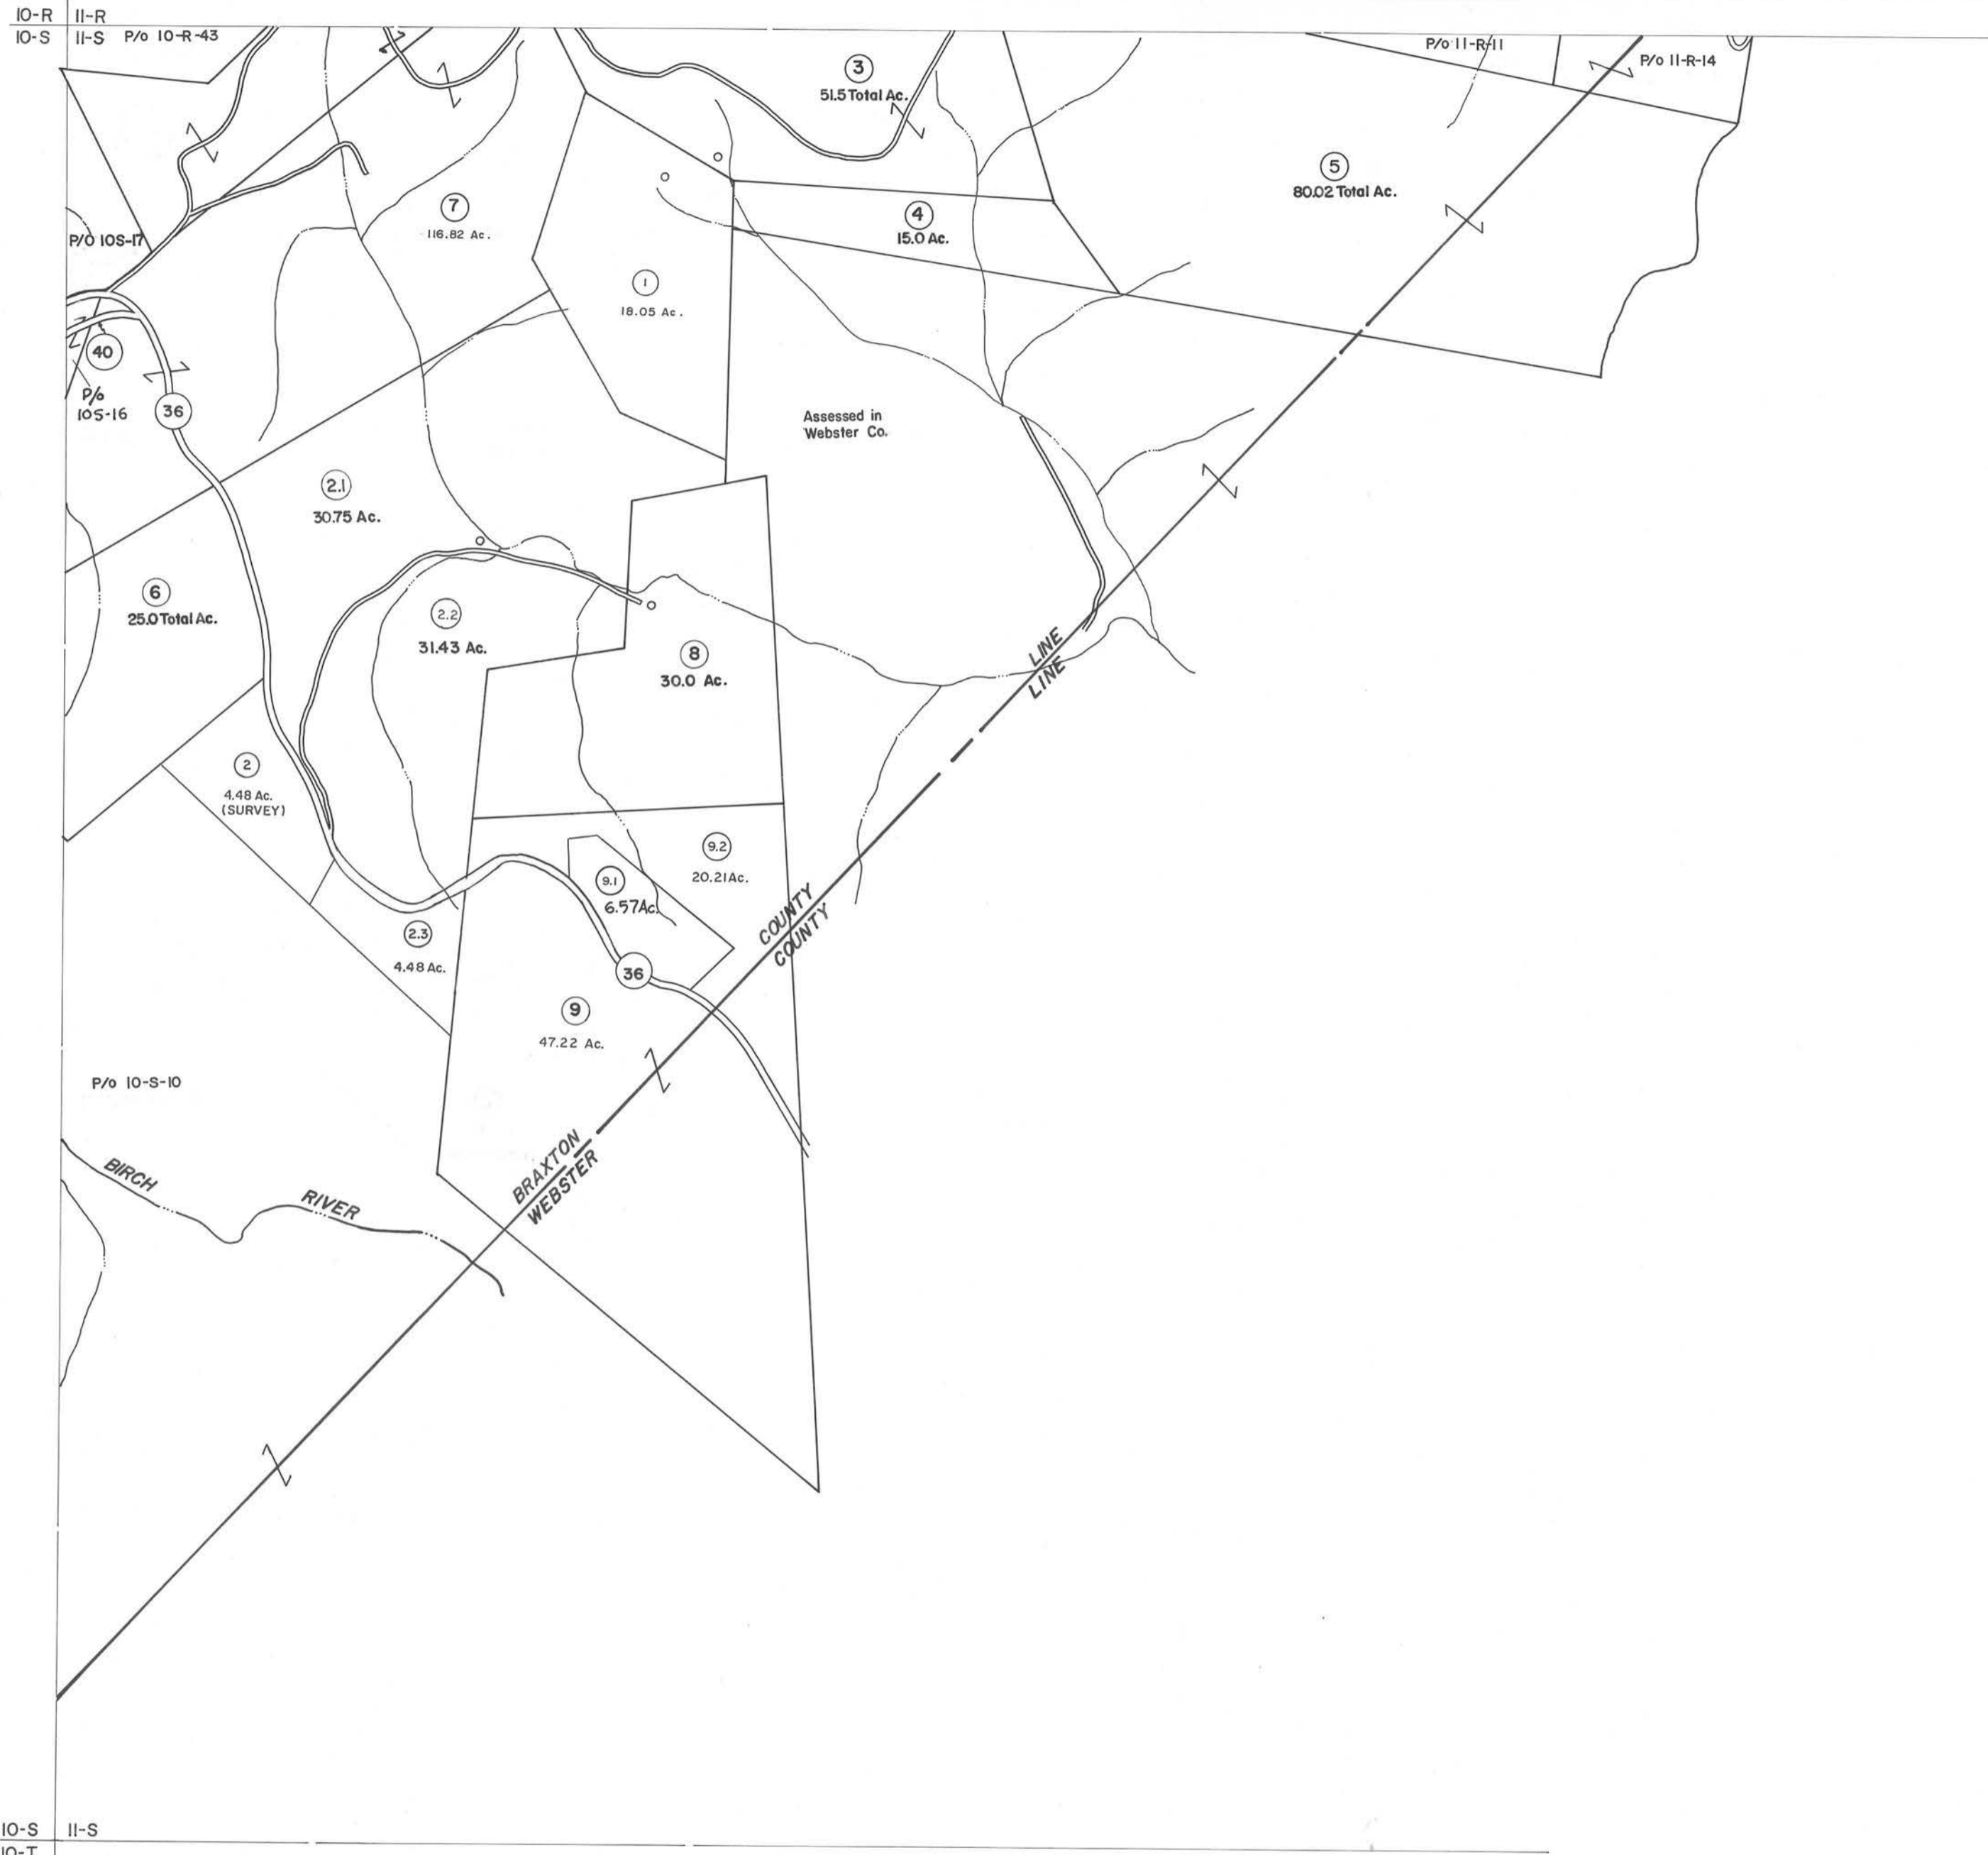 10-R 11-R
10-S 11-S P/o 10-R-43
P/o 11-R-11
P/o 11-R-14
3
51.5 Total Ac.
5
80.02 Total Ac.
7
116.82 Ac.
4
15.0 Ac.
P/O 10S-17
1
18.05 Ac.
40
P/o
10S-16
36
Assessed in
Webster Co.
2.1
30.75 Ac.
6
25.0 Total Ac.
2.2
31.43 Ac.
8
30.0 Ac.
LINE
LINE
2
4.48 Ac.
(SURVEY)
9.2
20.21 Ac.
9.1
6.57 Ac.
COUNTY
COUNTY
2.3
4.48 Ac.
36
9
47.22 Ac.
P/o 10-S-10
BRAXTON
WEBSTER
BIRCH RIVER
10-S 11-S
10-T